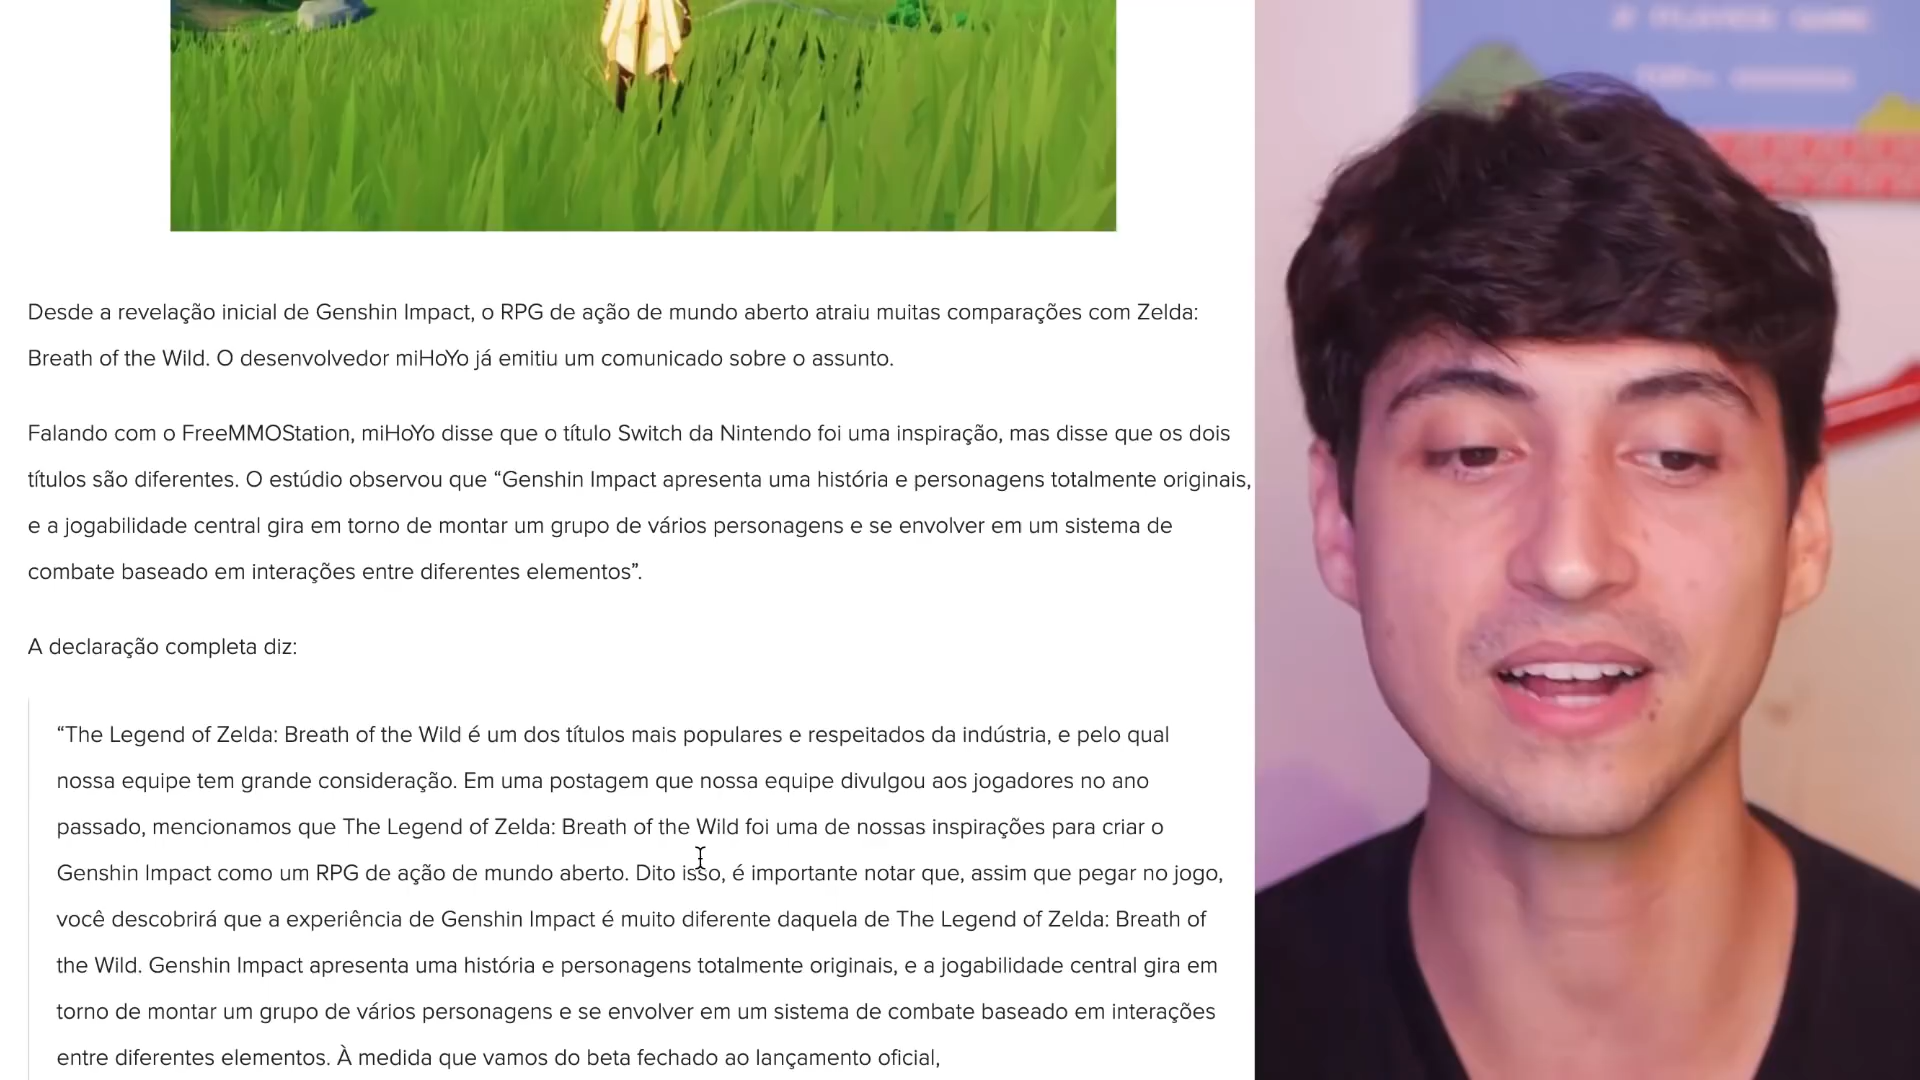 2 PLAYER GAME
Desde a revelação inicial de Genshin Impact, o RPG de ação de mundo aberto atraiu muitas comparações com Zelda:
Breath of the Wild. O desenvolvedor miHoYo já emitiu um comunicado sobre o assunto.
Falando com o FreeMMOStation, miHoYo disse que o título Switch da Nintendo foi uma inspiração, mas disse que os dois
títulos são diferentes. O estúdio observou que “Genshin Impact apresenta uma história e personagens totalmente originais,
e a jogabilidade central gira em torno de montar um grupo de vários personagens e se envolver em um sistema de
combate baseado em interações entre diferentes elementos”.
A declaração completa diz:
“The Legend of Zelda: Breath of the Wild é um dos títulos mais populares e respeitados da indústria, e pelo qual
nossa equipe tem grande consideração. Em uma postagem que nossa equipe divulgou aos jogadores no ano
passado, mencionamos que The Legend of Zelda: Breath of the Wild foi uma de nossas inspirações para criar o
Genshin Impact como um RPG de ação de mundo aberto. Dito isso, é importante notar que, assim que pegar no jogo,
você descobrirá que a experiência de Genshin Impact é muito diferente daquela de The Legend of Zelda: Breath of
the Wild. Genshin Impact apresenta uma história e personagens totalmente originais, e a jogabilidade central gira em
torno de montar um grupo de vários personagens e se envolver em um sistema de combate baseado em interações
entre diferentes elementos. À medida que vamos do beta fechado ao lançamento oficial,